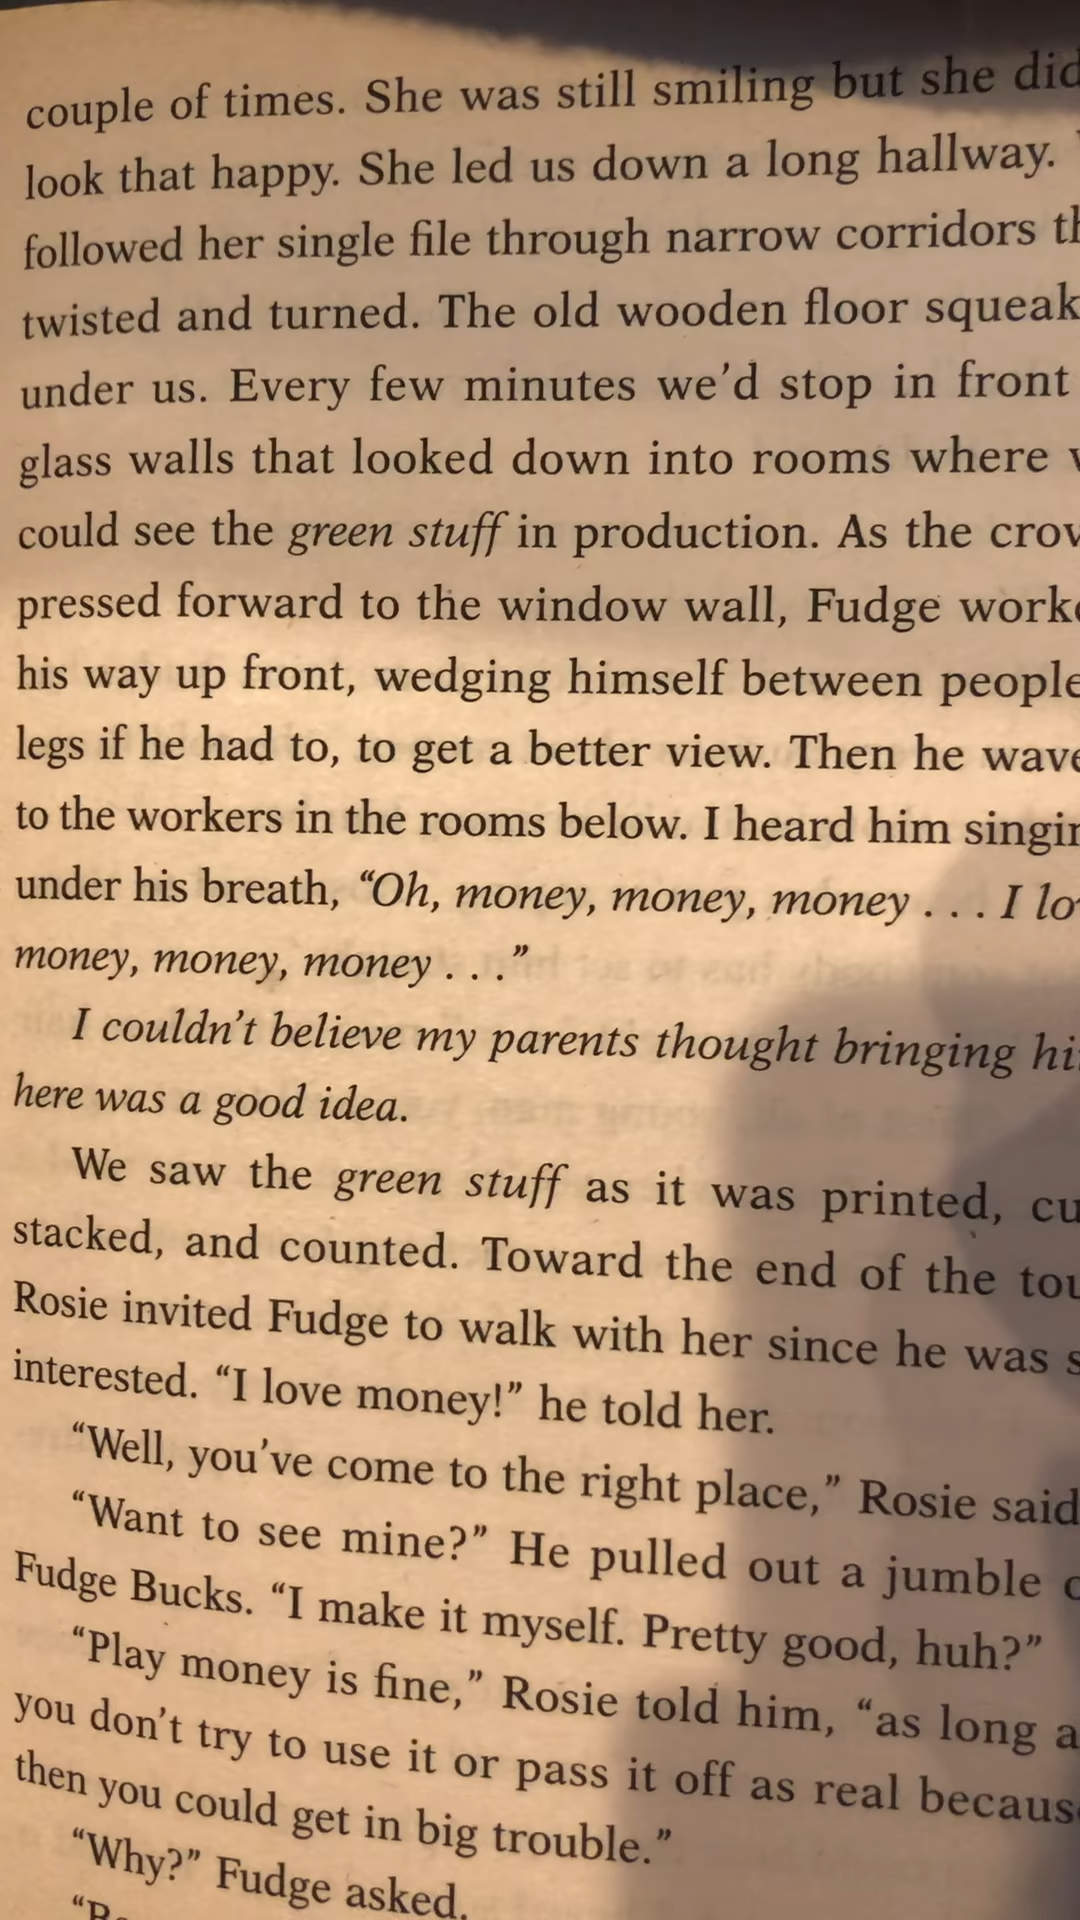 couple of times. She was still smiling but she did
look that happy. She led us down a long hallway.
followed her single file through narrow corridors th
twisted and turned. The old wooden floor squeak
under us. Every few minutes we’d stop in front
glass walls that looked down into rooms where
could see the green stuff in production. As the crow
pressed forward to the window wall, Fudge worke
his way up front, wedging himself between people
legs if he had to, to get a better view. Then he wave
to the workers in the rooms below. I heard him singin
under his breath, “Oh, money, money, money . . . I lo
money, money, money . . .”
I couldn’t believe my parents thought bringing hi
here was a good idea.
We saw the green stuff as it was printed, cu
stacked, and counted. Toward the end of the tou
Rosie invited Fudge to walk with her since he was s
interested. “I love money!” he told her.
“Well, you’ve come to the right place,” Rosie said
“Want to see mine?” He pulled out a jumble
Fudge Bucks. “I make it myself. Pretty good, huh?”
“Play money is fine,” Rosie told him, “as long a
you don’t try to use it or pass it off as real becaus
then you could get in big trouble.”
“Why?” Fudge asked.